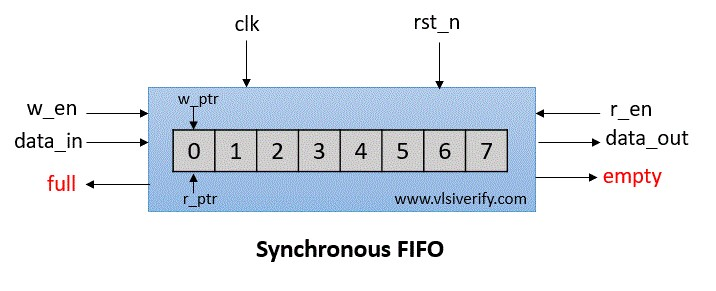 clk
rst_n
w_en
w_ptr
r_en
data_in
0 1 2 3 4 5 6 7
data_out
full
r_ptr
www.vlsiverify.com
empty
Synchronous FIFO